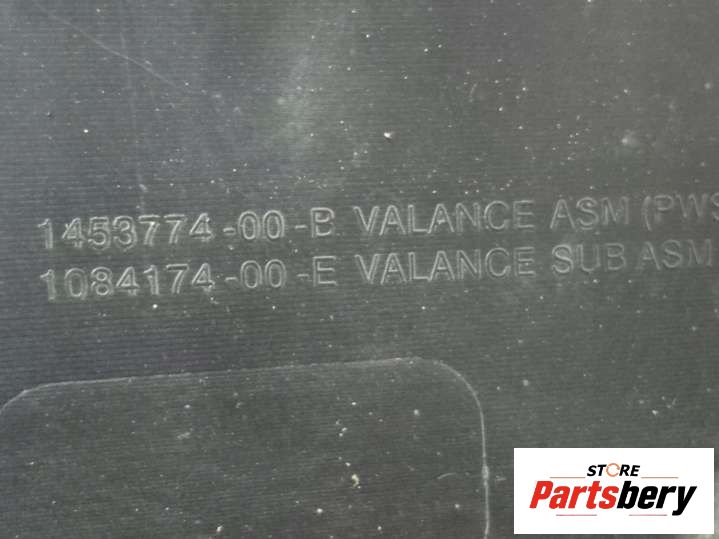 1453774-00-B VALANCE ASM (PWS
1084174-00-E VALANCE SUB ASM
STORE
Partsbery